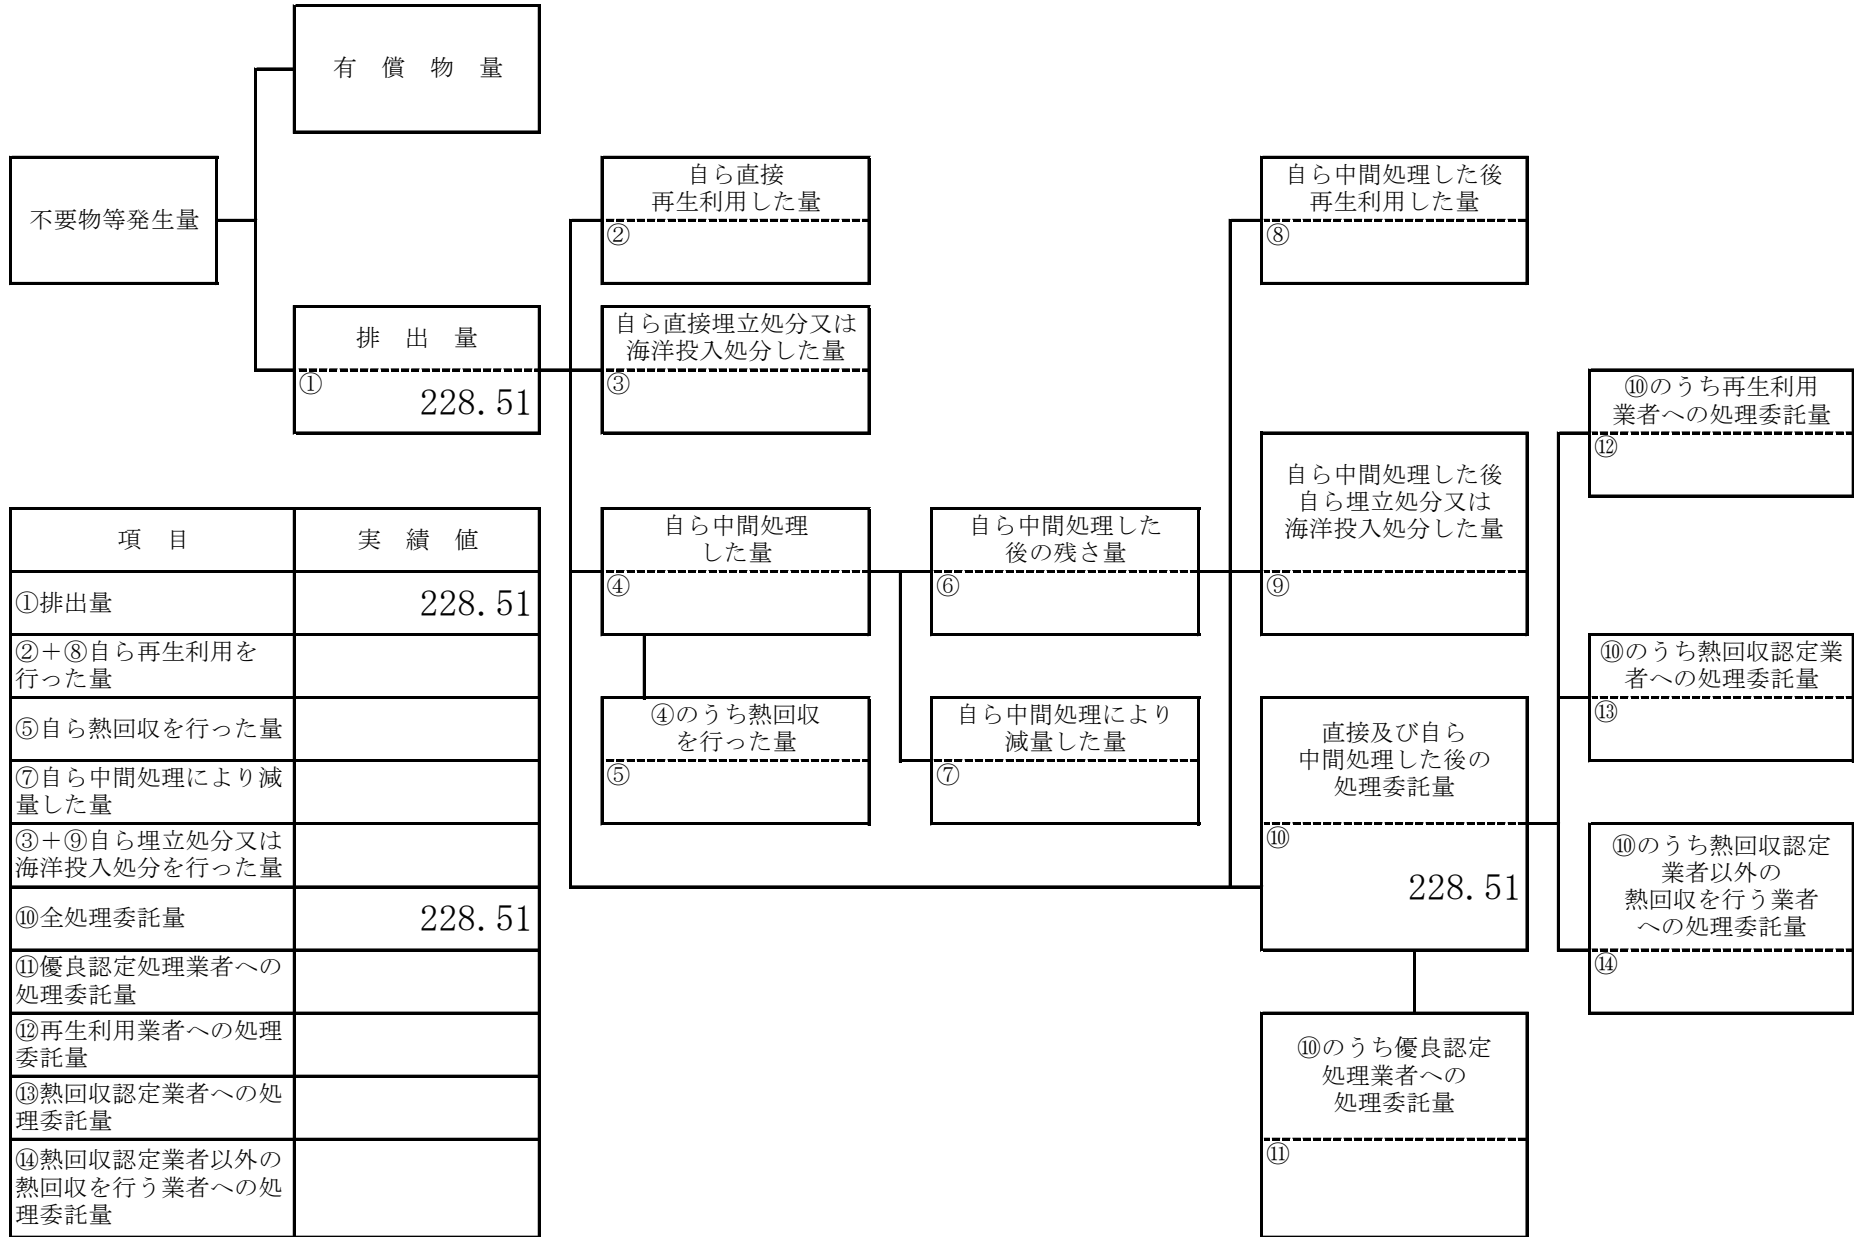 有　償　物　量
不要物等発生量
排　出　量
①
228.51
自ら直接
再生利用した量
②
自ら直接埋立処分又は
海洋投入処分した量
③
自ら中間処理
した量
④
④のうち熱回収
を行った量
⑤
自ら中間処理した
後の残さ量
⑥
自ら中間処理により
減量した量
⑦
自ら中間処理した後
再生利用した量
⑧
自ら中間処理した後
自ら埋立処分又は
海洋投入処分した量
⑨
直接及び自ら
中間処理した後の
処理委託量
⑩
228.51
⑩のうち優良認定
処理業者への
処理委託量
⑪
⑩のうち再生利用
業者への処理委託量
⑫
⑩のうち熱回収認定業
者への処理委託量
⑬
⑩のうち熱回収認定
業者以外の
熱回収を行う業者
への処理委託量
⑭
項　目　実　績　値
①排出量　228.51
②＋⑧自ら再生利用を
行った量
⑤自ら熱回収を行った量
⑦自ら中間処理により減
量した量
③＋⑨自ら埋立処分又は
海洋投入処分を行った量
⑩全処理委託量　228.51
⑪優良認定処理業者への
処理委託量
⑫再生利用業者への処理
委託量
⑬熱回収認定業者への処
理委託量
⑭熱回収認定業者以外の
熱回収を行う業者への処
理委託量